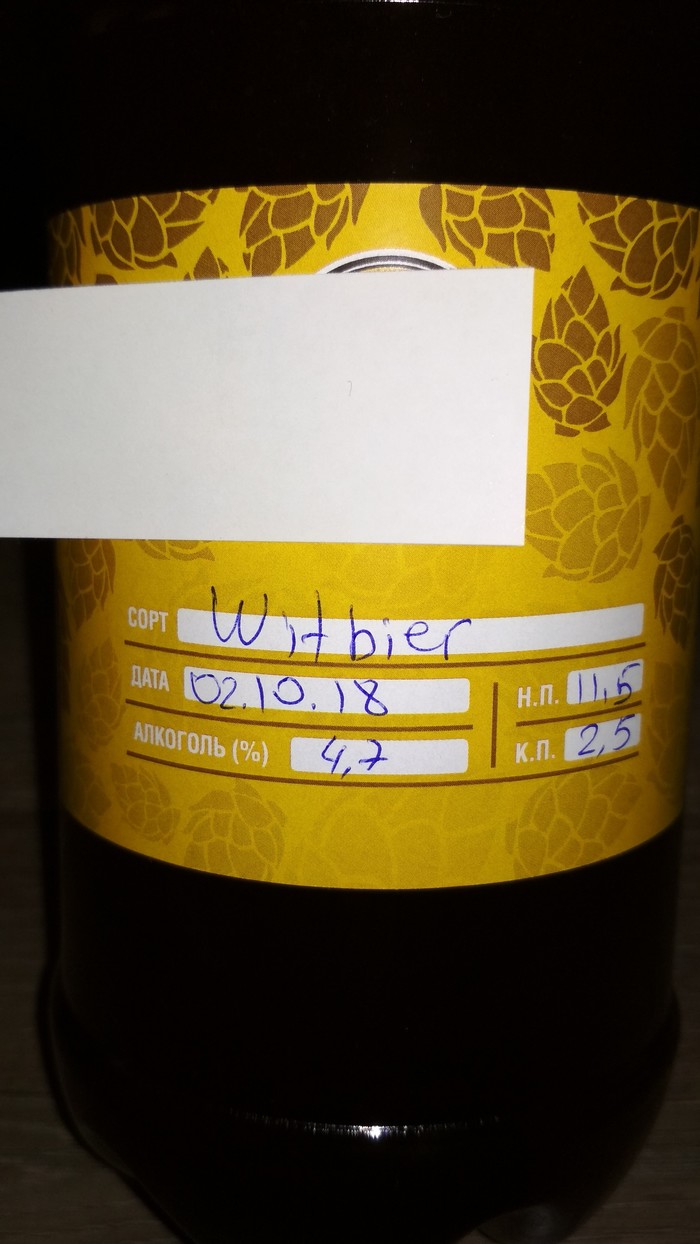 СОРТ Witbier
ДАТА 02.10.18 Н.П. 11,5
АЛКОГОЛЬ (%) 4,7 К.П. 2,5